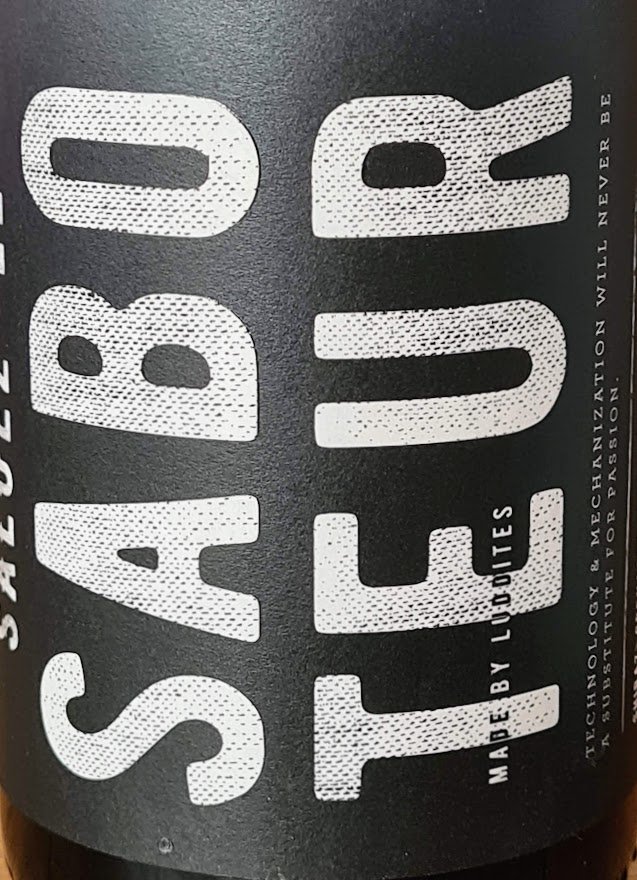 SABO
TEUR
MADE BY LUDDITES
TECHNOLOGY & MECHANIZATION WILL NEVER BE
A SUBSTITUTE FOR PASSION.